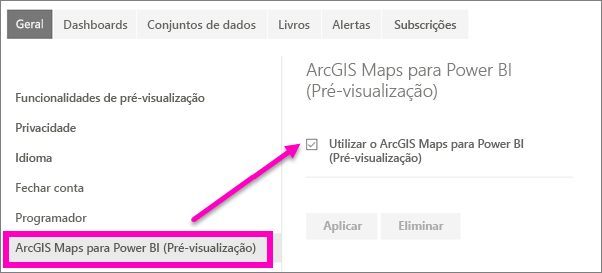 Geral Dashboards Conjuntos de dados Livros Alertas Subscrições
Funcionalidades de pré-visualização
Privacidade
Idioma
Fechar conta
Programador
ArcGIS Maps para Power BI (Pré-visualização)
ArcGIS Maps para Power BI
(Pré-visualização)
Utilizar o ArcGIS Maps para Power BI
(Pré-visualização)
Aplicar Eliminar